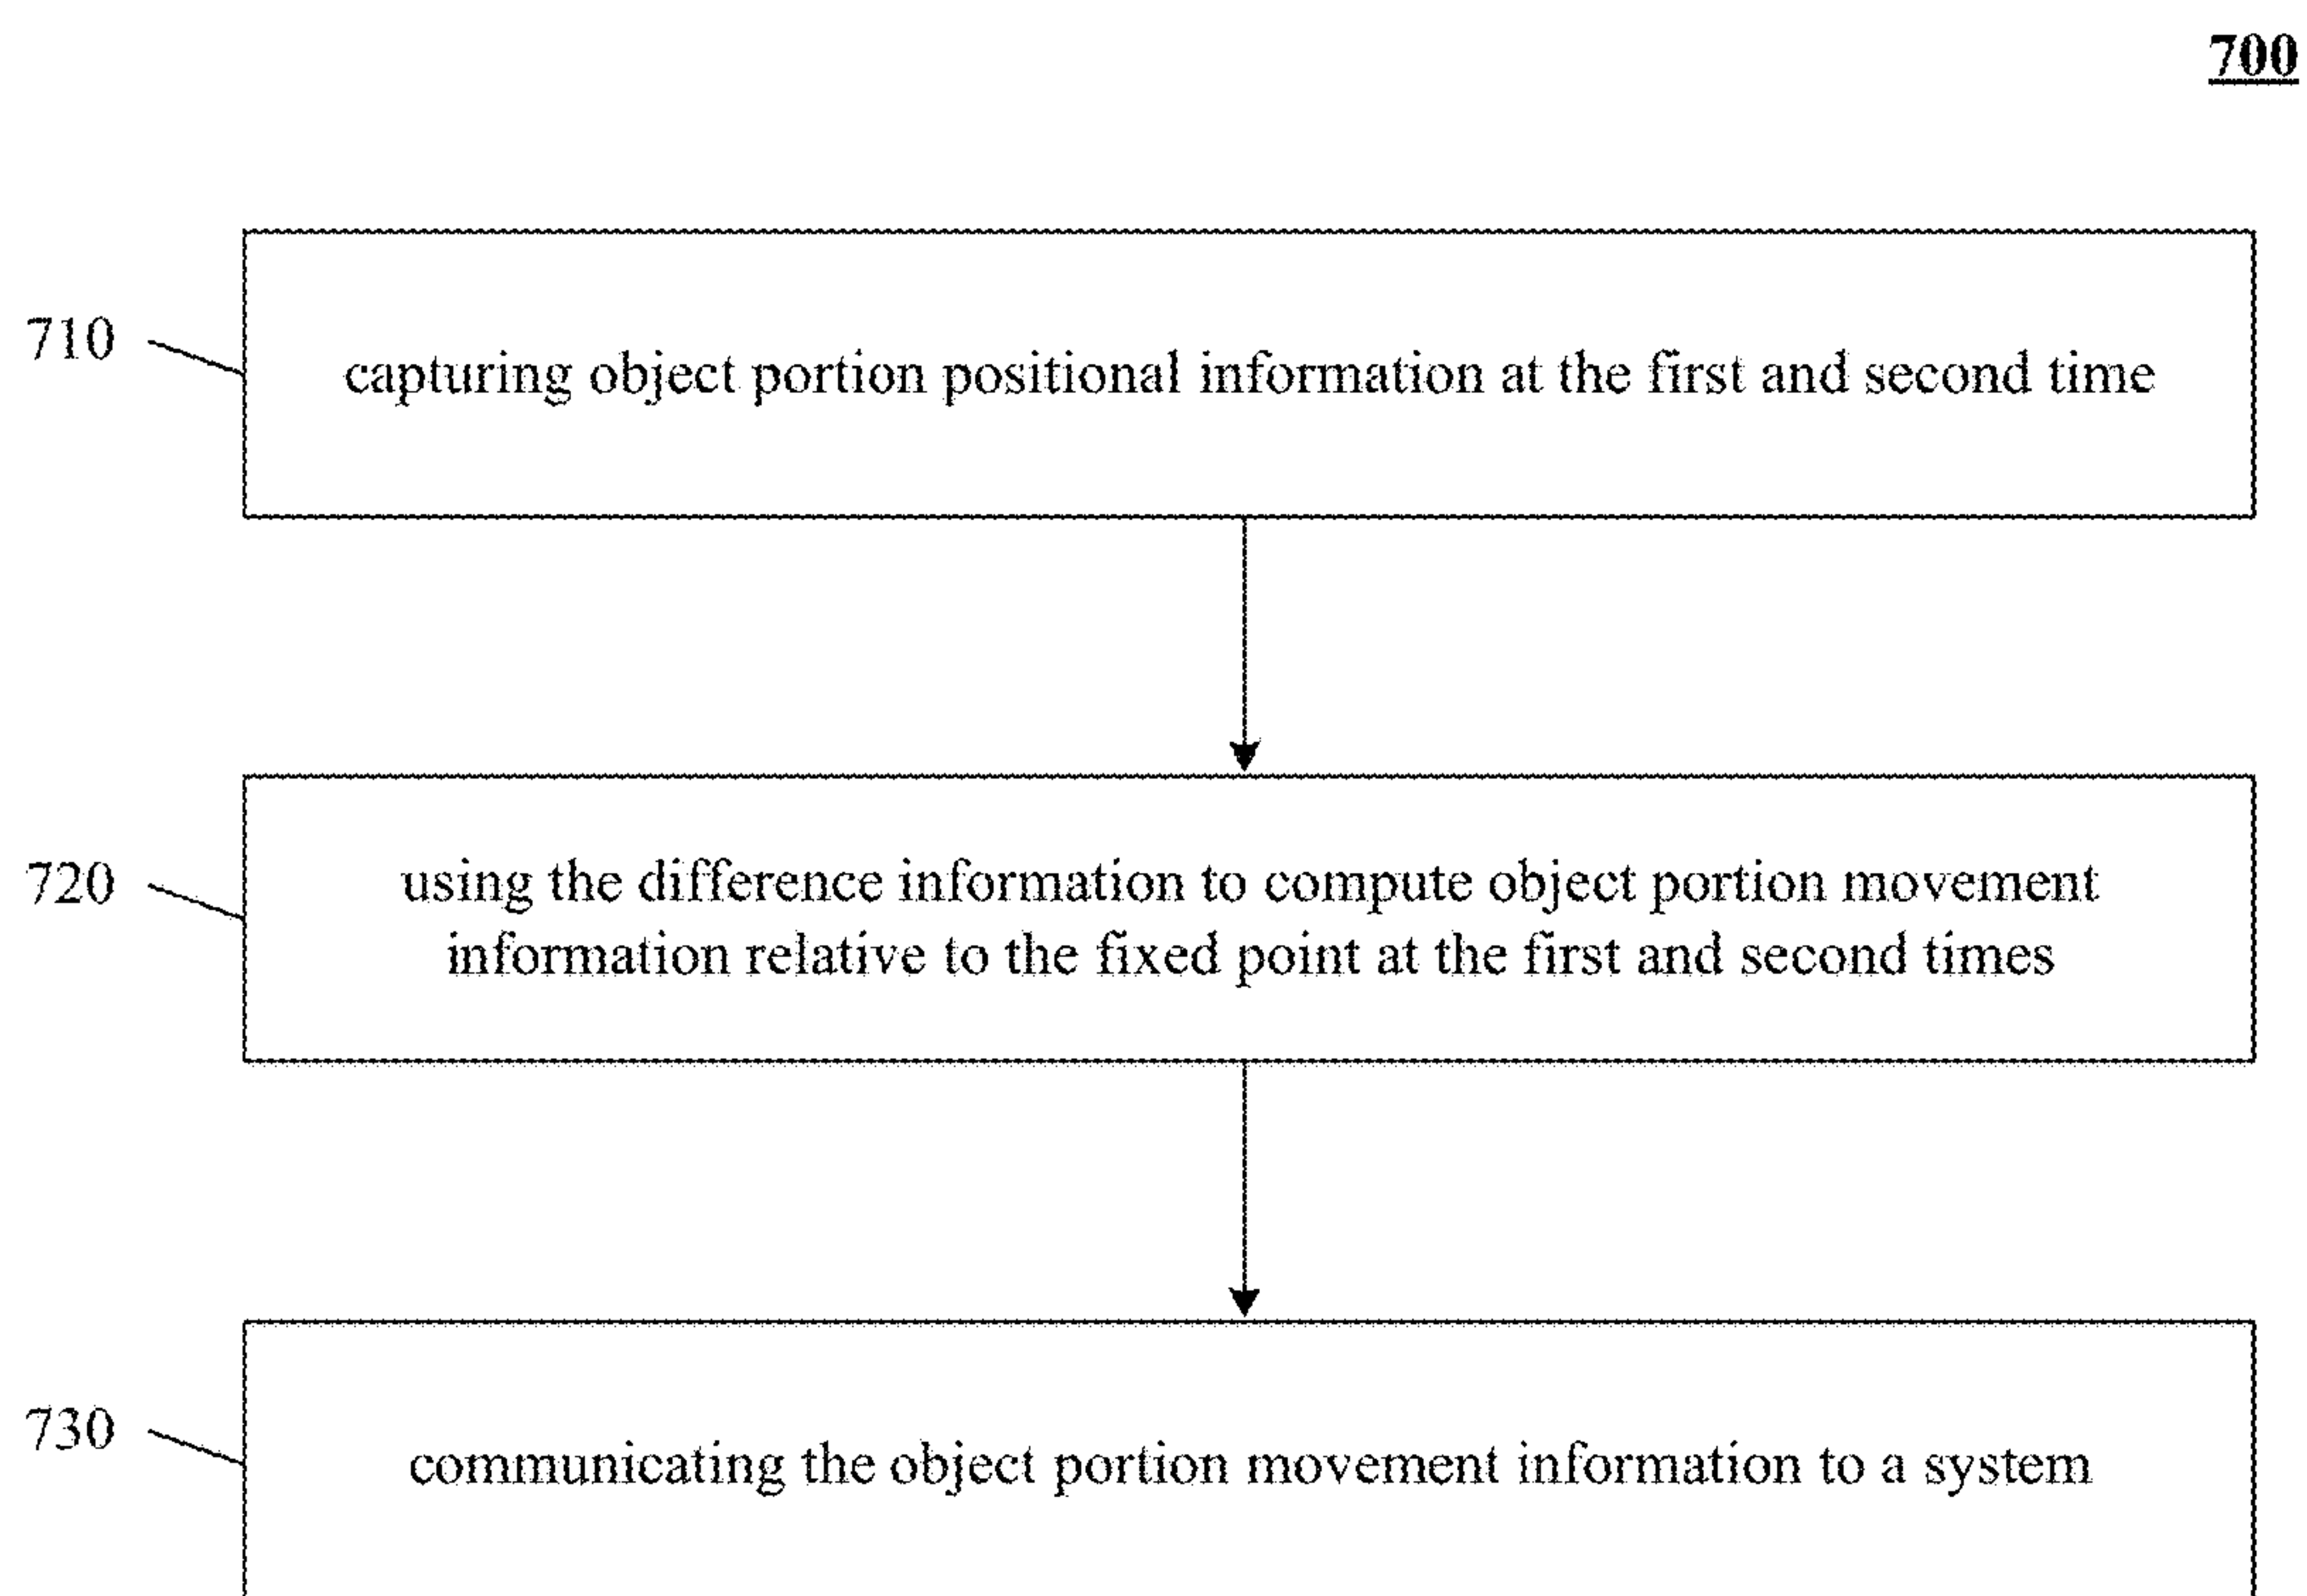 700
710
capturing object portion positional information at the first and second time
720
using the difference information to compute object portion movement
information relative to the fixed point at the first and second times
730
communicating the object portion movement information to a system